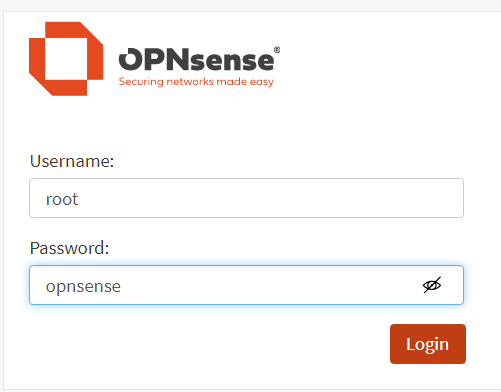 OPNsense®
Securing networks made easy
Username:
root
Password:
opnsense
Login